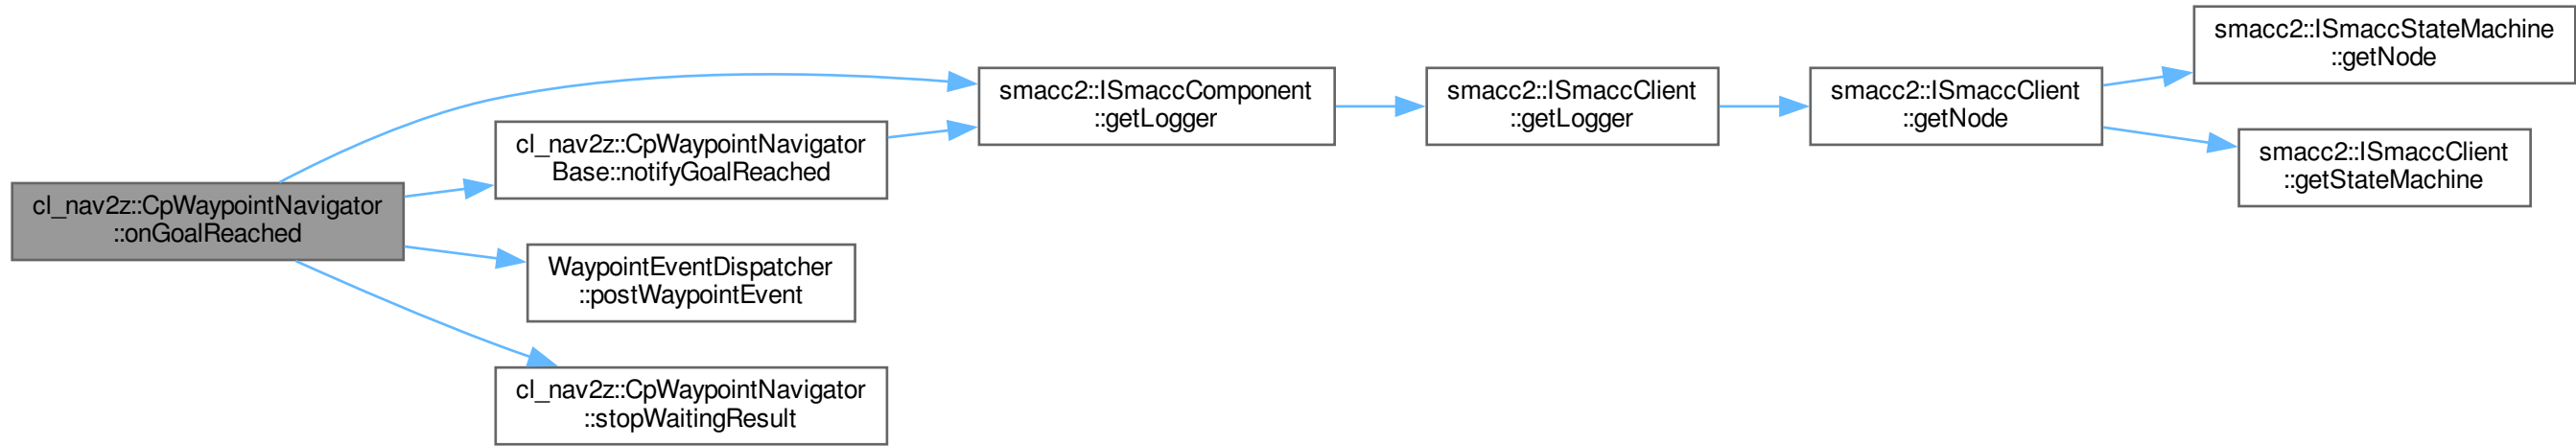 cl_nav2z::CpWaypointNavigator
::onGoalReached
smacc2::ISmaccComponent
::getLogger
smacc2::ISmaccClient
::getLogger
smacc2::ISmaccClient
::getNode
smacc2::ISmaccStateMachine
::getNode
smacc2::ISmaccClient
::getStateMachine
cl_nav2z::CpWaypointNavigator
Base::notifyGoalReached
WaypointEventDispatcher
::postWaypointEvent
cl_nav2z::CpWaypointNavigator
::stopWaitingResult